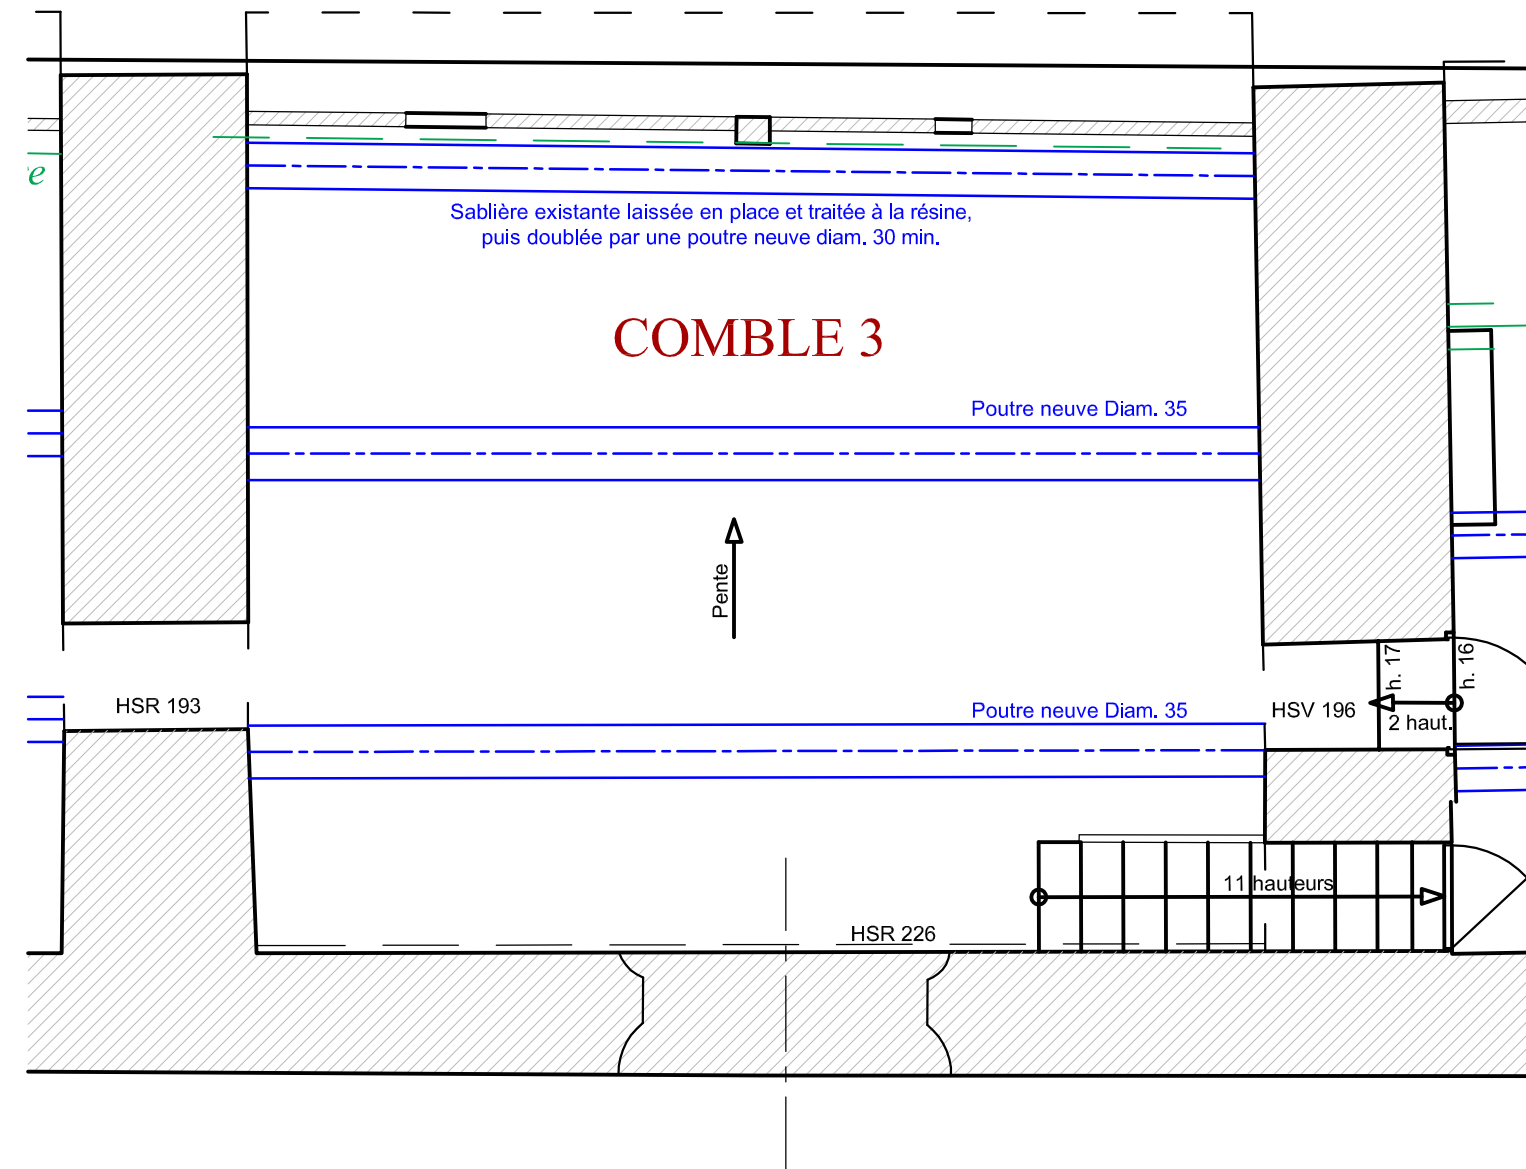 e
Sablière existante laissée en place et traitée à la résine,
puis doublée par une poutre neuve diam. 30 min.
COMBLE 3
Poutre neuve Diam. 35
Pente
h. 17
h. 16
HSR 193
Poutre neuve Diam. 35
HSV 196
2 haut.
11 hauteurs
HSR 226